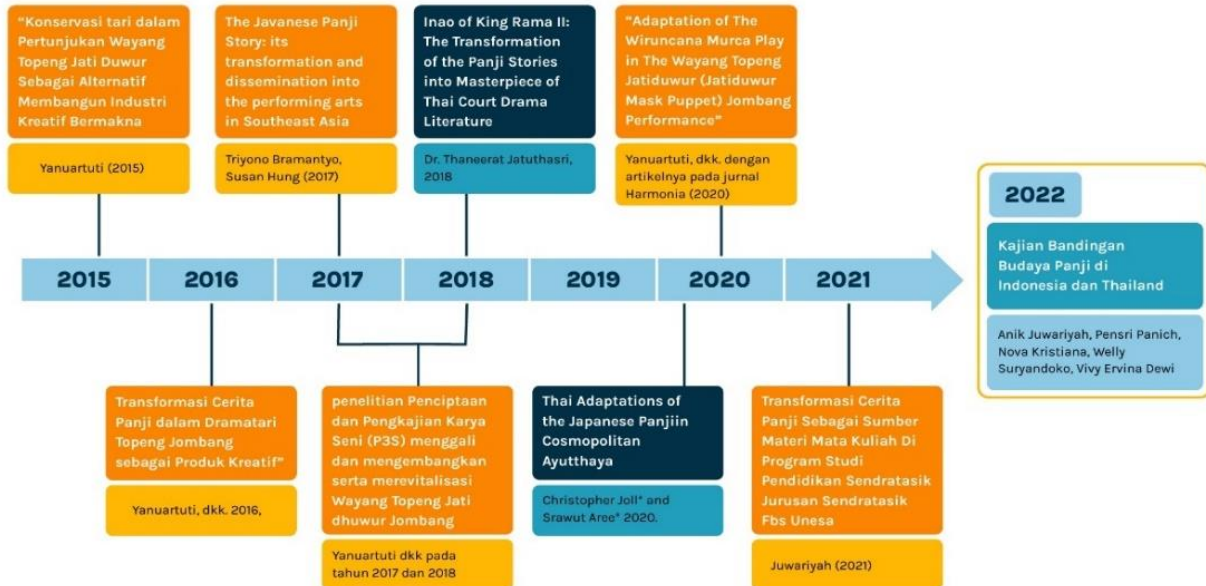 “Konservasi tari dalam
Pertunjukan Wayang
Topeng Jati Duwur
Sebagai Alternatif
Membangun Industri
Kreatif Bermakna
Yanuartuti (2015)
The Javanese Panji
Story: its
transformation and
dissemination into
the performing arts
in Southeast Asia
Triyono Bramantyo,
Susan Hung (2017)
Inao of King Rama II:
The Transformation
of the Panji Stories
into Masterpiece of
Thai Court Drama
Literature
Dr. Thaneerat Jatuthasri,
2018
“Adaptation of The
Wiruncana Murca Play
in The Wayang Topeng
Jatiduwur (Jatiduwur
Mask Puppet) Jombang
Performance”
Yanuartuti, dkk. dengan
artikelnya pada jurnal
Harmonia (2020)
2015
2016
2017
2018
2019
2020
2021
2022
Kajian Bandingan
Budaya Panji di
Indonesia dan Thailand
Anik Juwariyah, Pensri Panich,
Nova Kristiana, Welly
Suryandoko, Vivy Ervina Dewi
Transformasi Cerita
Panji dalam Dramatari
Topeng Jombang
sebagai Produk Kreatif”
Yanuartuti, dkk. 2016,
penelitian Penciptaan
dan Pengkajian Karya
Seni (P3S) menggali
dan mengembangkan
serta merevitalisasi
Wayang Topeng Jati
dhuwur Jombang
Yanuartuti dkk pada
tahun 2017 dan 2018
Thai Adaptations of
the Japanese Panjiin
Cosmopolitan
Ayutthaya
Christopher Joll* and
Srawut Aree* 2020.
Transformasi Cerita
Panji Sebagai Sumber
Materi Mata Kuliah Di
Program Studi
Pendidikan Sendratasik
Jurusan Sendratasik
Fbs Unesa
Juwariyah (2021)